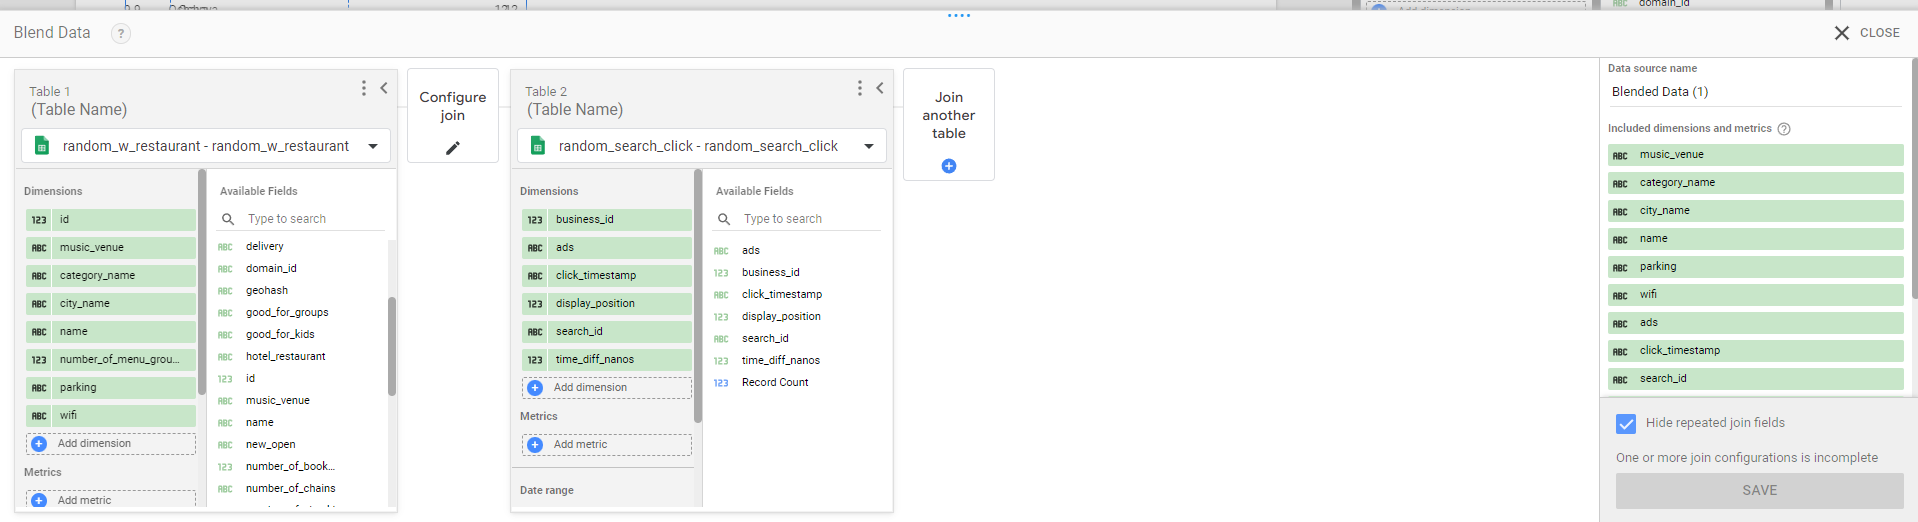 domain_id
Blend Data ?
CLOSE
Table 1
(Table Name)
random_w_restaurant - random_w_restaurant
Dimensions
123 id
ABC music_venue
ABC category_name
ABC city_name
ABC name
123 number_of_menu_grou...
ABC parking
ABC wifi
Add dimension
Metrics
Add metric
Available Fields
Type to search
ABC delivery
ABC domain_id
ABC geohash
ABC good_for_groups
ABC good_for_kids
ABC hotel_restaurant
123 id
ABC music_venue
ABC name
ABC new_open
123 number_of_book...
ABC number_of_chains
Configure
join
Table 2
(Table Name)
random_search_click - random_search_click
Dimensions
123 business_id
ABC ads
ABC click_timestamp
123 display_position
ABC search_id
123 time_diff_nanos
Add dimension
Metrics
Add metric
Date range
Available Fields
Type to search
ABC ads
123 business_id
ABC click_timestamp
123 display_position
ABC search_id
123 time_diff_nanos
123 Record Count
Join
another
table
Data source name
Blended Data (1)
Included dimensions and metrics ?
ABC music_venue
ABC category_name
ABC city_name
ABC name
ABC parking
ABC wifi
ABC ads
ABC click_timestamp
ABC search_id
Hide repeated join fields
One or more join configurations is incomplete
SAVE